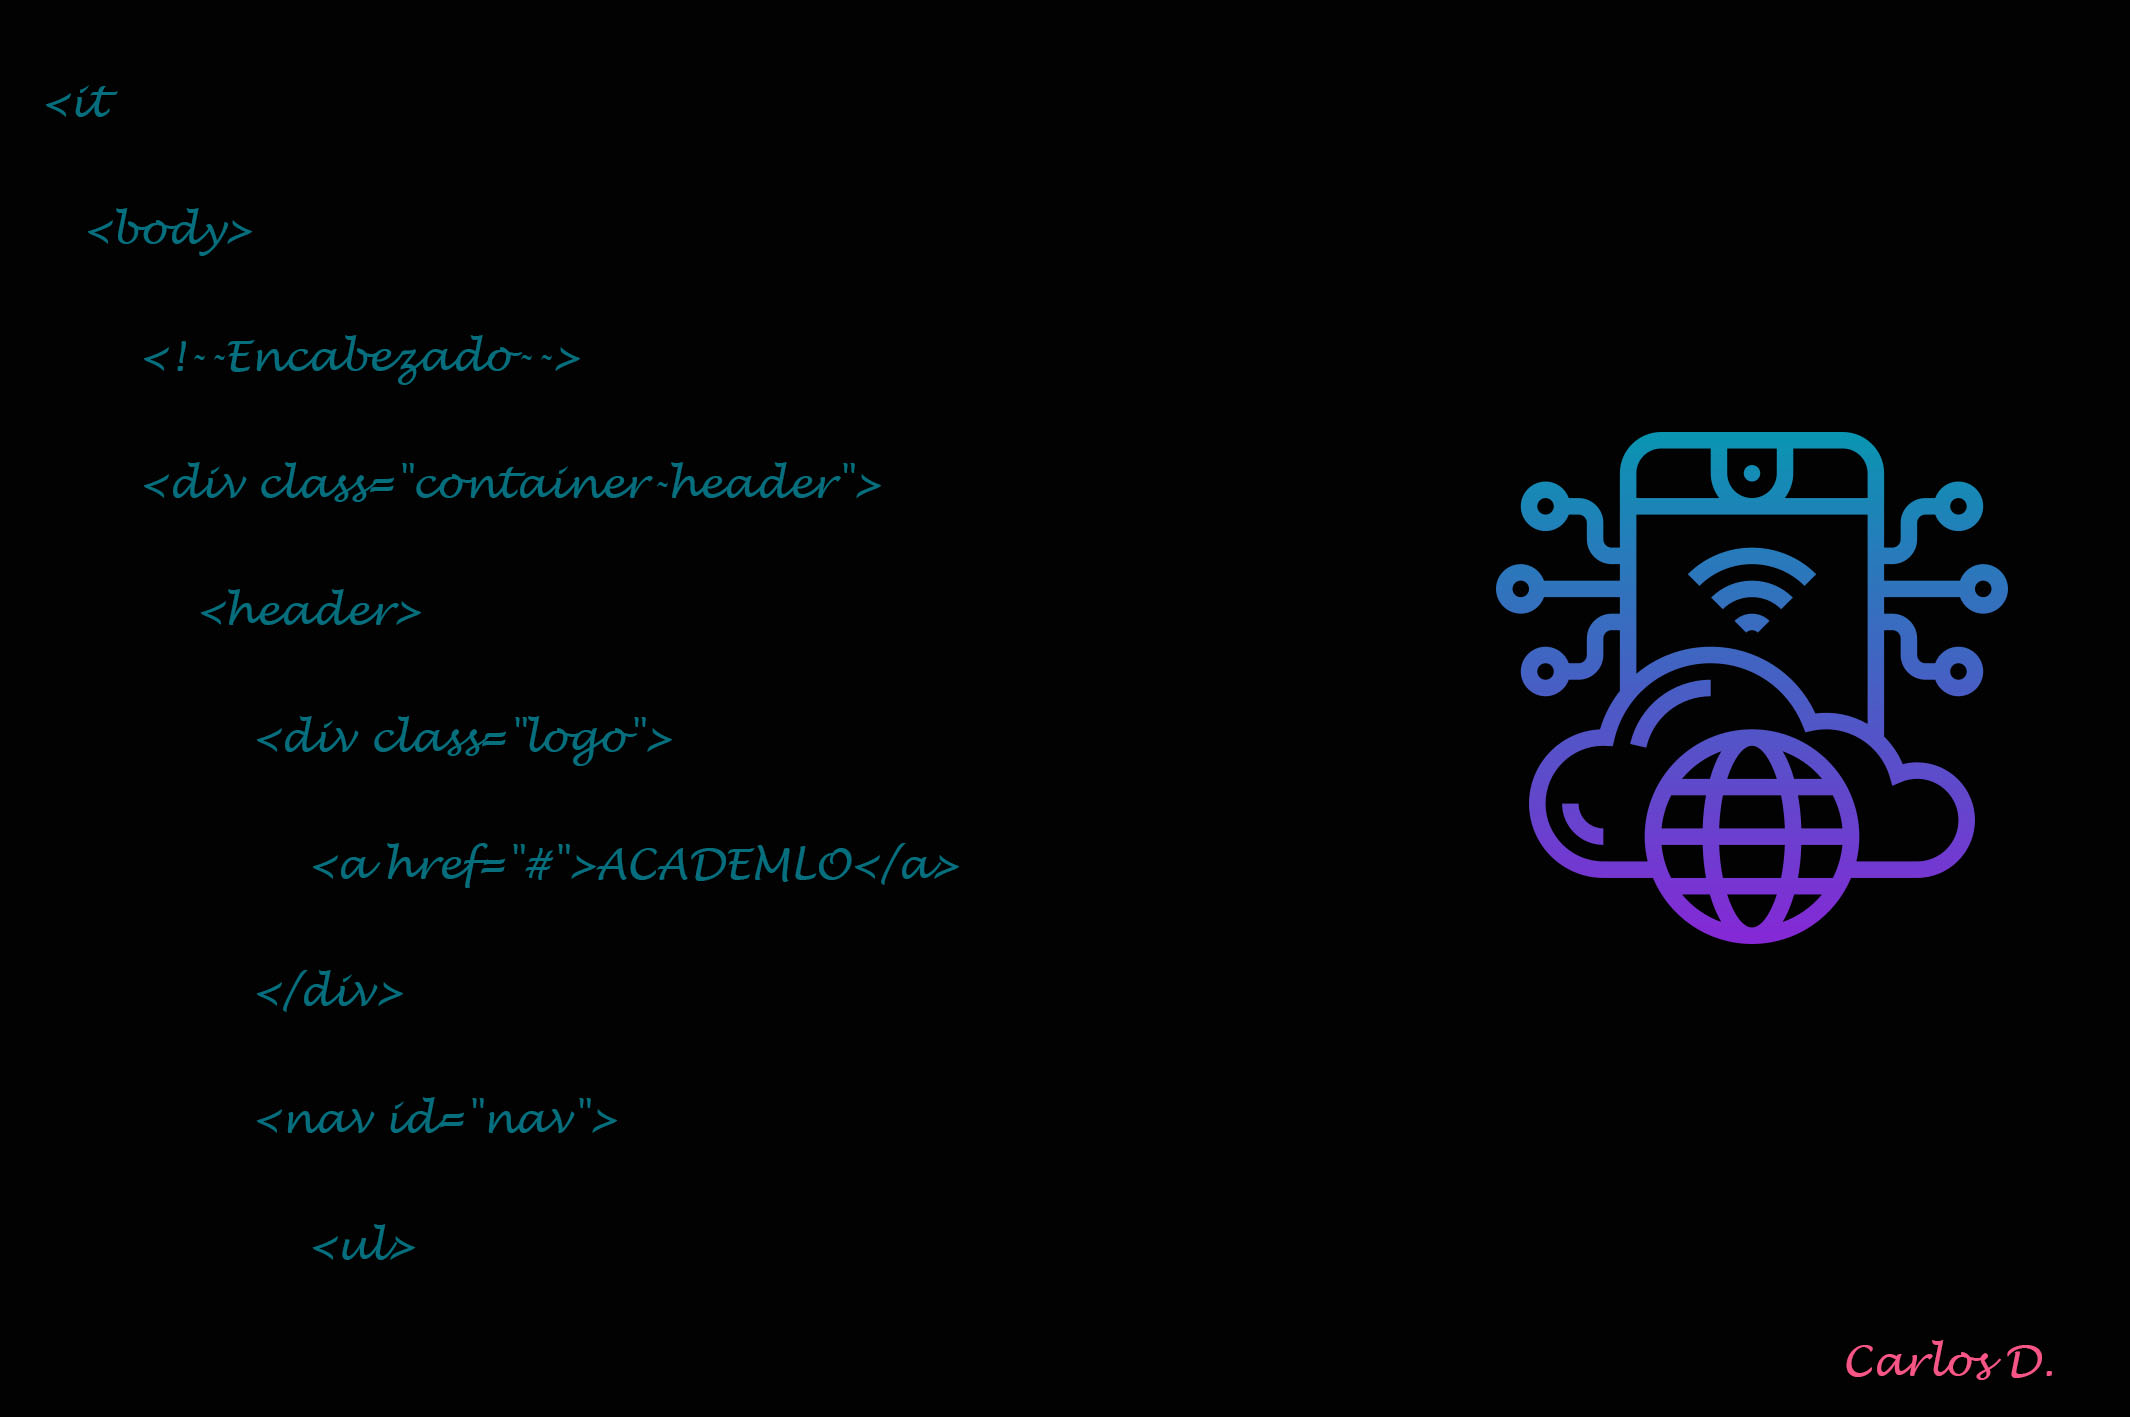 <it
<body>
<!--Encabezado-->
<div class="container-header">
<header>
<div class="logo">
<a href="#">ACADEMLO</a>
</div>
<nav id="nav">
<ul>
Carlos D.